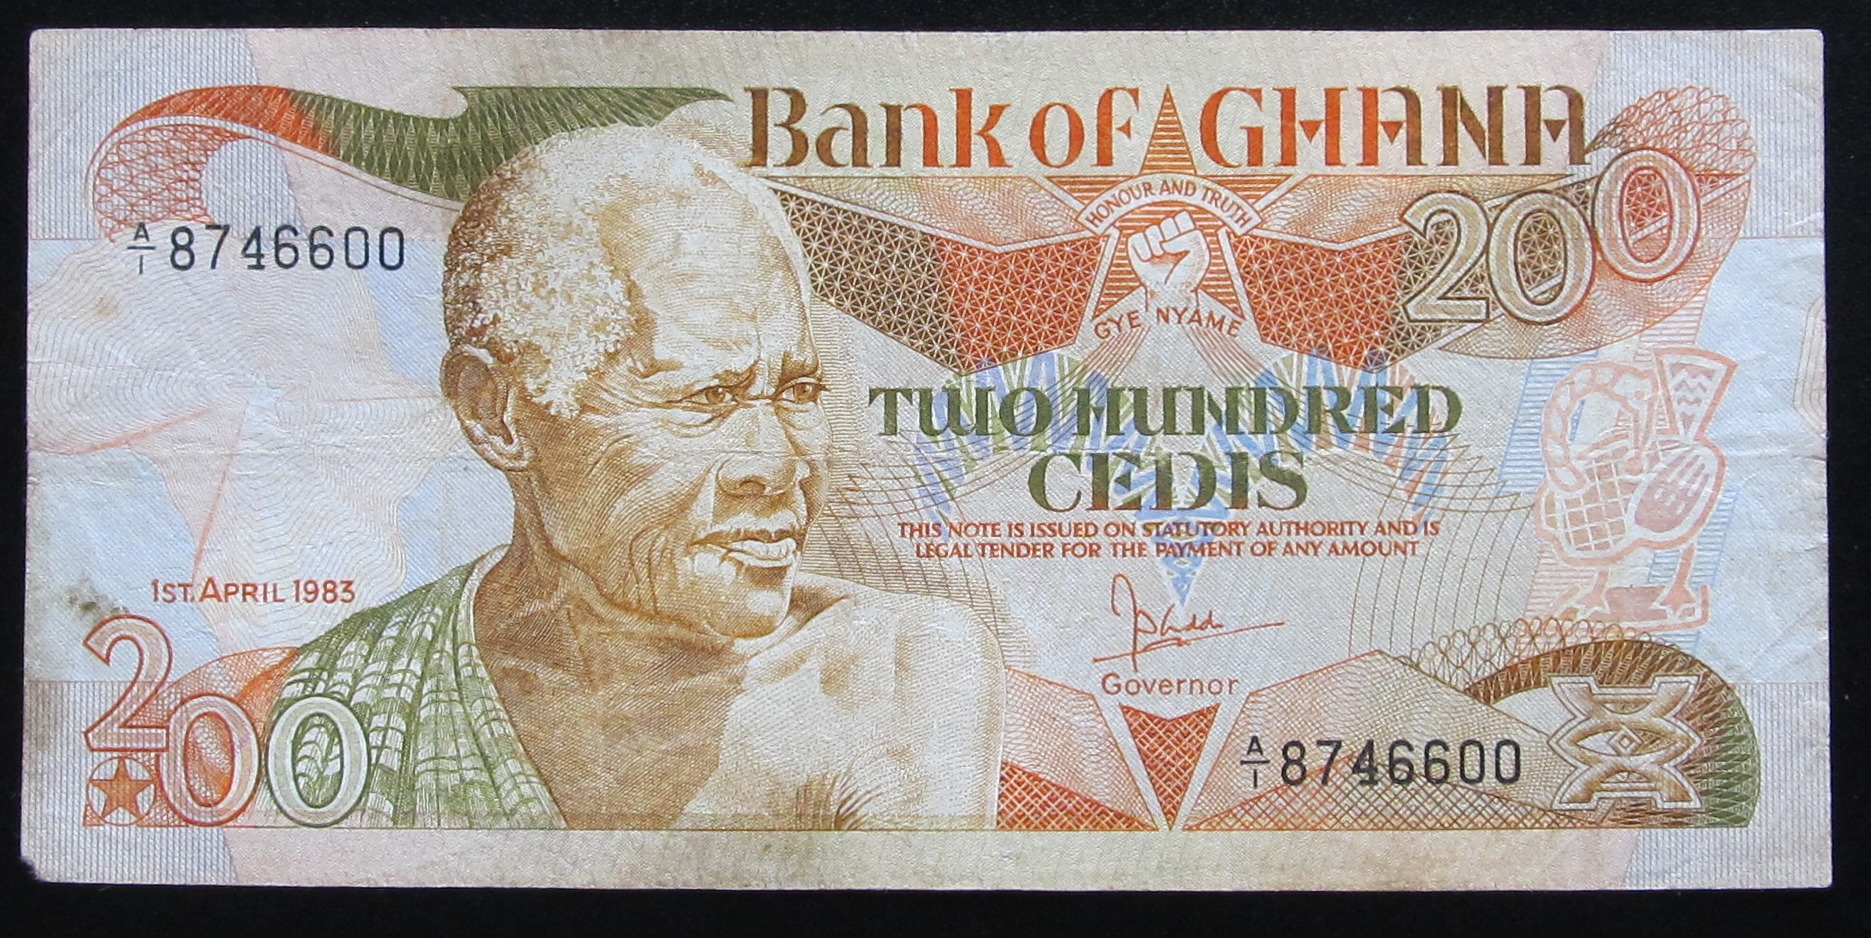 Bank of GHANA
HONOUR AND TRUTH
200
A/1 8746600
GYE NYAME
TWO HUNDRED
CEDIS
THIS NOTE IS ISSUED ON STATUTORY AUTHORITY AND IS
LEGAL TENDER FOR THE PAYMENT OF ANY AMOUNT
1ST. APRIL 1983
200
Governor
A/1 8746600